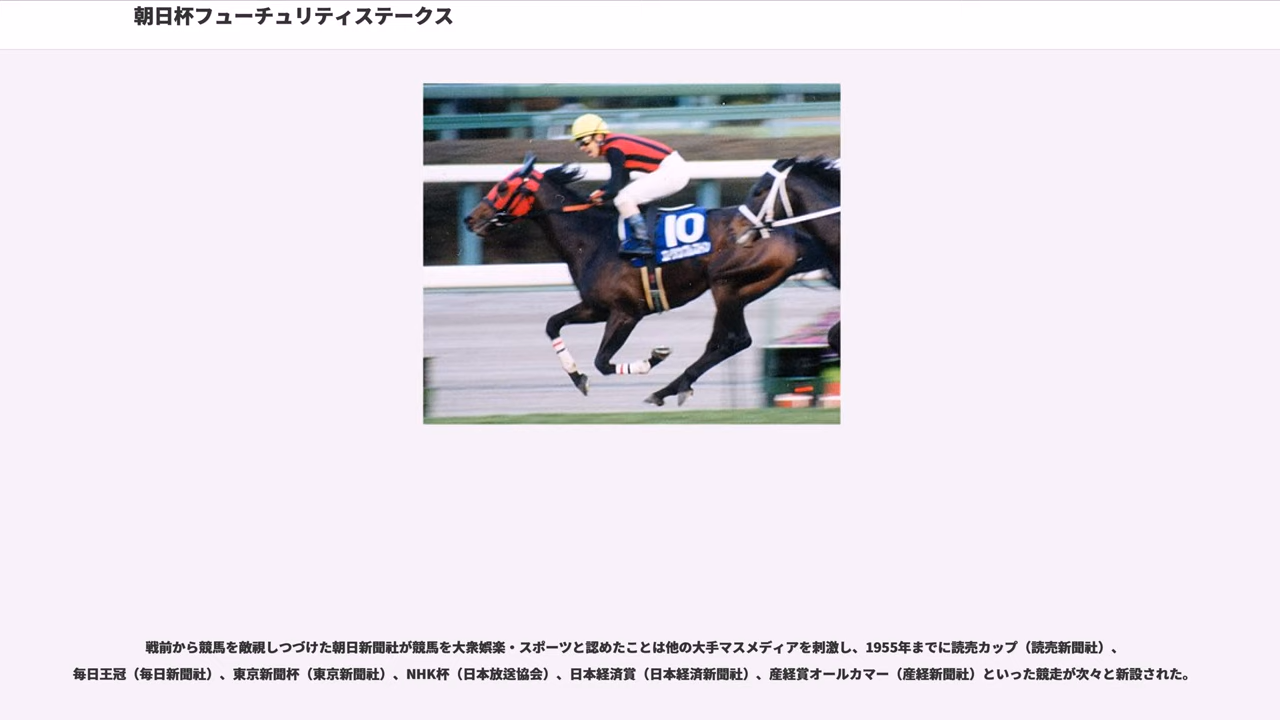 朝日杯フューチュリティステークス
10
戦前から競馬を敵視しつづけた朝日新聞社が競馬を大衆娯楽・スポーツと認めたことは他の大手マスメディアを刺激し、1955年までに読売カップ（読売新聞社）、
毎日王冠（毎日新聞社）、東京新聞杯（東京新聞社）、NHK杯（日本放送協会）、日本経済賞（日本経済新聞社）、産経賞オールカマー（産経新聞社）といった競走が次々と新設された。